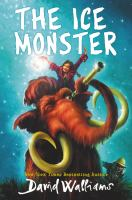 THE ICE
MONSTER
New York Times Bestselling Author
David Walliams